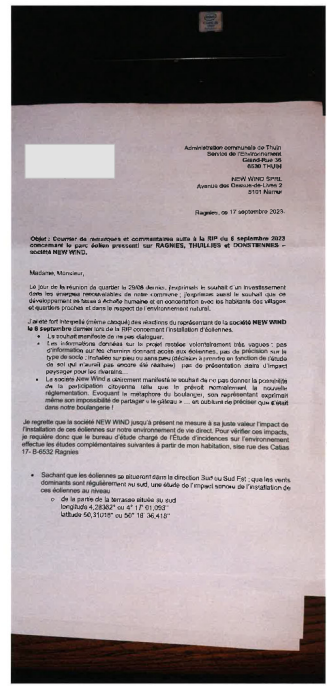 Administration communale de Thuin
Service de l'Environnement
Grand-Rue 36
6530 THUIN
NEW WIND SPRL
Avenue des Dessus-de-Lives 2
5101 Namur
Ragnies, ce 17 septembre 2023.
Objet : Courrier de remarques et commentaires suite à la RIP du 6 septembre 2023
concernant le parc éolien pressenti sur RAGNIES, THUILLIES et DONSTIENNES –
société NEW WIND.
Madame, Monsieur,
Le jour de la réunion de quartier le 29/08 dernier, j'exprimais le souhait d'un investissement
dans les énergies renouvelables de notre commune ; j'exprimais aussi le souhait que ce
développement se fasse à échelle humaine et en concertation avec les habitants des villages
et quartiers proches et dans le respect de l'environnement naturel.
J'ai été fort interpellé (même choqué) des réactions du représentant de la société NEW WIND
le 6 septembre dernier lors de la RIP concernant l'installation d'éoliennes.
• Le souhait manifeste de ne pas dialoguer.
• Les informations données sur le projet restées volontairement très vagues : pas
d'information sur les chemins donnant accès aux éoliennes, pas de précision sur le
type de socle installés (ou sans peu précision à prendre en fonction de l'étude
de sol qui n'aurait pas encore été réalisée) pas de présentation claire d'impact
paysager pour les riverains...
• La société New Wind a clairement manifesté le souhait de ne pas donner la possibilité
de la participation citoyenne telle que le prévoit normalement la nouvelle
réglementation. Evoquant la métaphore du boulanger, son représentant exprimait
même son impossibilité de partager « le gâteau » ... en oubliant de préciser que c'était
dans notre boulangerie !
Je regrette que la société NEW WIND jusqu'à présent ne mesure à sa juste valeur l'impact de
l'installation de ces éoliennes sur notre environnement de vie direct. Pour vérifier ces impacts,
je requière donc que le bureau d'étude chargé de l'Étude d'incidences sur l'environnement
effectue les études complémentaires suivantes à partir de mon habitation, site rue des Catias
17- B-6532 Ragnies
• Sachant que les éoliennes se situeront dans la direction Sud ou Sud Est ; que les vents
dominants sont régulièrement au sud, une étude de l'impact sonore de l'installation de
ces éoliennes au niveau
o de la partie de la terrasse située au sud
longitude 4,28382° ou 4° 17' 01,093"
latitude 50,31018° ou 50° 18' 36,418"